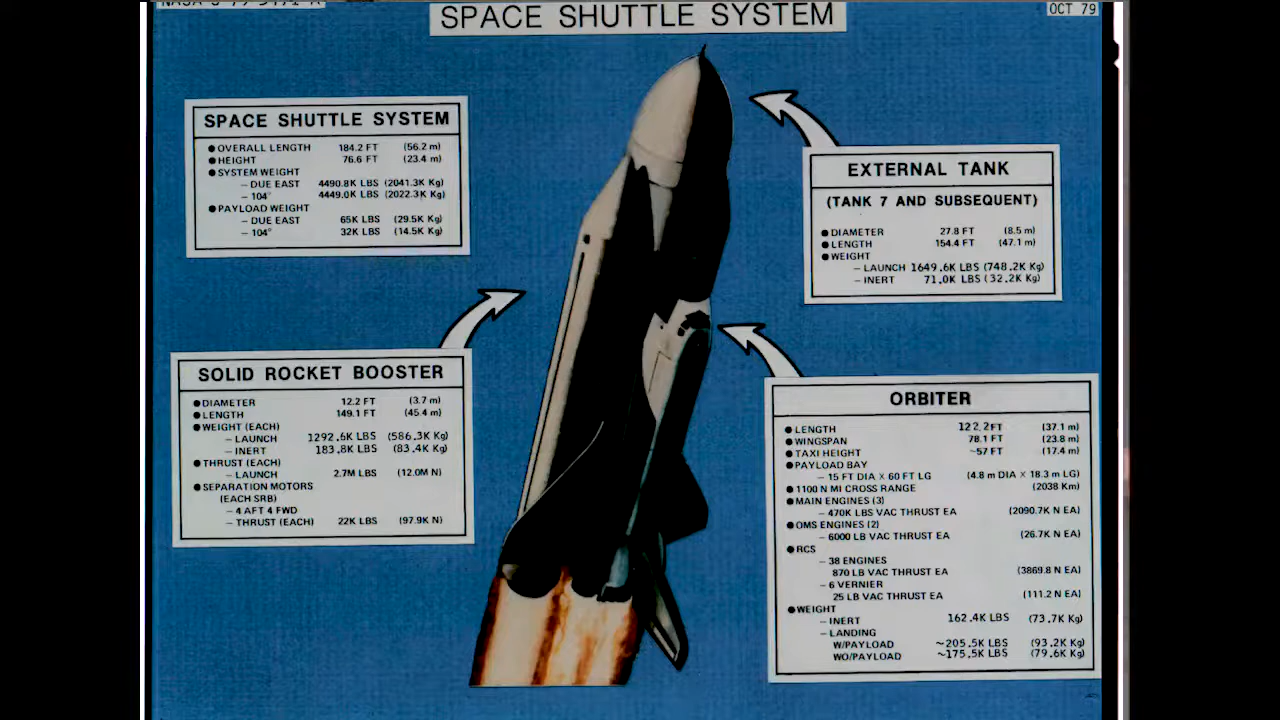 SPACE SHUTTLE SYSTEM
OCT 79
SPACE SHUTTLE SYSTEM
●OVERALL LENGTH 184.2 FT (56.2 m)
●HEIGHT 76.6 FT (23.4 m)
●SYSTEM WEIGHT
– DUE EAST 4490.8K LBS (2041.3K Kg)
– 104° 4449.0K LBS (2022.3K Kg)
●PAYLOAD WEIGHT
– DUE EAST 65K LBS (29.5K Kg)
– 104° 32K LBS (14.5K Kg)
EXTERNAL TANK
(TANK 7 AND SUBSEQUENT)
●DIAMETER 27.8 FT (8.5 m)
●LENGTH 154.4 FT (47.1 m)
●WEIGHT
– LAUNCH 1649.6K LBS (748.2K Kg)
– INERT 71.0K LBS (32.2K Kg)
SOLID ROCKET BOOSTER
●DIAMETER 12.2 FT (3.7 m)
●LENGTH 149.1 FT (45.4 m)
●WEIGHT (EACH)
– LAUNCH 1292.6K LBS (586.3K Kg)
– INERT 183.8K LBS (83.4K Kg)
●THRUST (EACH)
– LAUNCH 2.7M LBS (12.0M N)
●SEPARATION MOTORS
(EACH SRB)
– 4 AFT 4 FWD
– THRUST (EACH) 22K LBS (97.9K N)
ORBITER
●LENGTH 122.2 FT (37.1 m)
●WINGSPAN 78.1 FT (23.8 m)
●TAXI HEIGHT ~57 FT (17.4 m)
●PAYLOAD BAY
– 15 FT DIA X 60 FT LG (4.8 m DIA X 18.3 m LG)
●1100 N MI CROSS RANGE (2038 Km)
●MAIN ENGINES (3)
– 470K LBS VAC THRUST EA (2090.7K N EA)
●OMS ENGINES (2)
– 6000 LB VAC THRUST EA (26.7K N EA)
●RCS
– 38 ENGINES
870 LB VAC THRUST EA (3869.8 N EA)
– 6 VERNIER
25 LB VAC THRUST EA (111.2 N EA)
●WEIGHT
– INERT 162.4K LBS (73.7K Kg)
– LANDING
W/PAYLOAD ~205.5K LBS (93.2K Kg)
WO/PAYLOAD ~175.5K LBS (79.6K Kg)